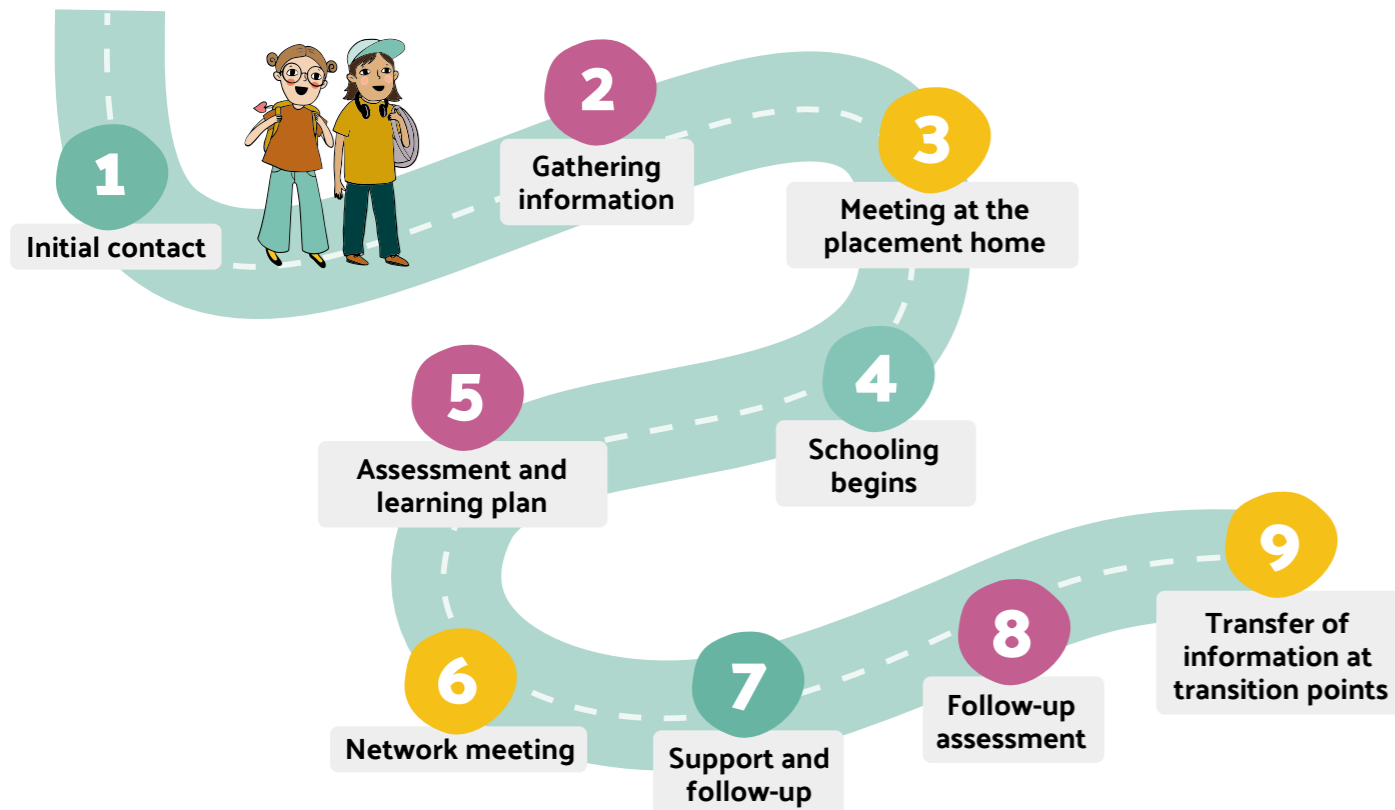 1
Initial contact
2
Gathering
information
3
Meeting at the
placement home
4
Schooling
begins
5
Assessment and
learning plan
6
Network meeting
7
Support and
follow-up
8
Follow-up
assessment
9
Transfer of
information at
transition points